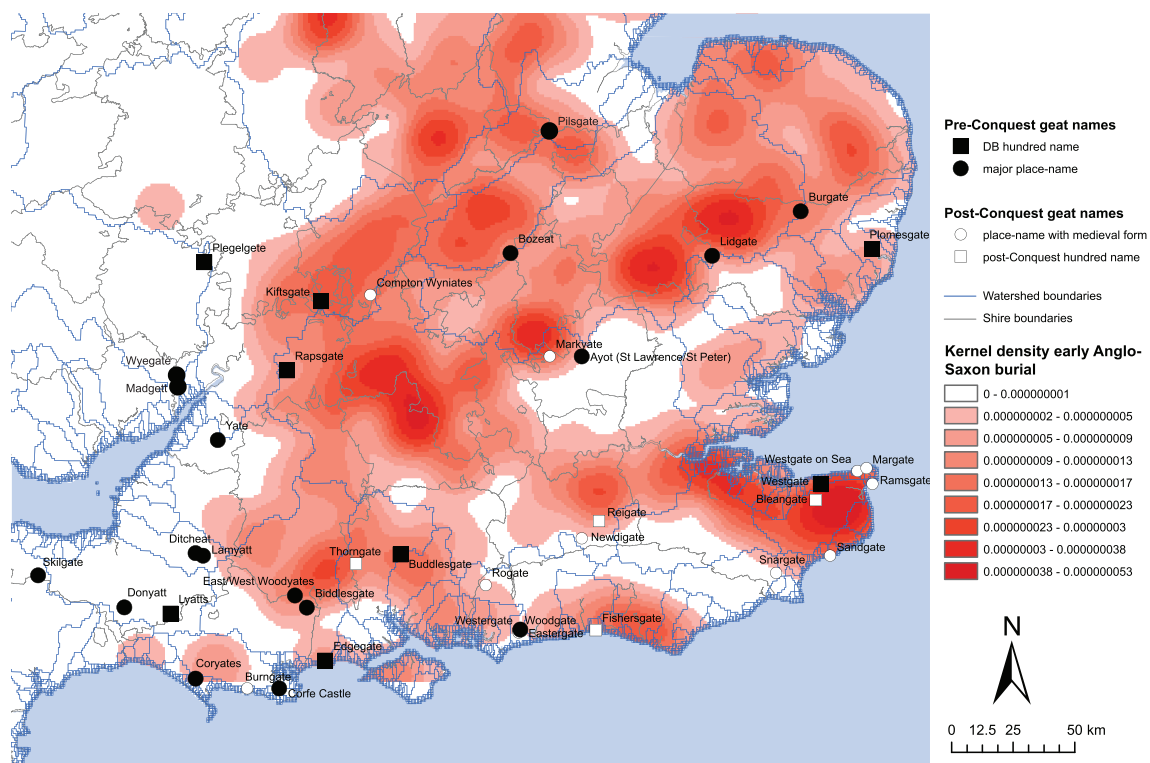 Pilsgate
Burgate
Plomesgate
Bozeat
Lidgate
Plegelgete
Kiftsgate
Compton Wyniates
Markyate
Ayot (St Lawrence/St Peter)
Rapsgate
Wyegate
Madgett
Yate
Westgate on Sea
Margate
Westgate
Ramsgate
Bleangate
Reigate
Newdigate
Sandgate
Snargate
Ditcheat
Lamyatt
Thorngate
Buddlesgate
Rogate
Skilgate
East/West Woodyates
Donyatt
Lyatts
Biddlesgate
Westergate
Woodgate
Eastergate
Fishersgate
Edgegate
Coryates
Burngate
Corfe Castle
Pre-Conquest geat names
DB hundred name
major place-name
Post-Conquest geat names
place-name with medieval form
post-Conquest hundred name
Watershed boundaries
Shire boundaries
Kernel density early Anglo-
Saxon burial
0 - 0.000000001
0.000000002 - 0.000000005
0.000000005 - 0.000000009
0.000000009 - 0.000000013
0.000000013 - 0.000000017
0.000000017 - 0.000000023
0.000000023 - 0.00000003
0.00000003 - 0.000000038
0.000000038 - 0.000000053
N
0 12.5 25 50 km